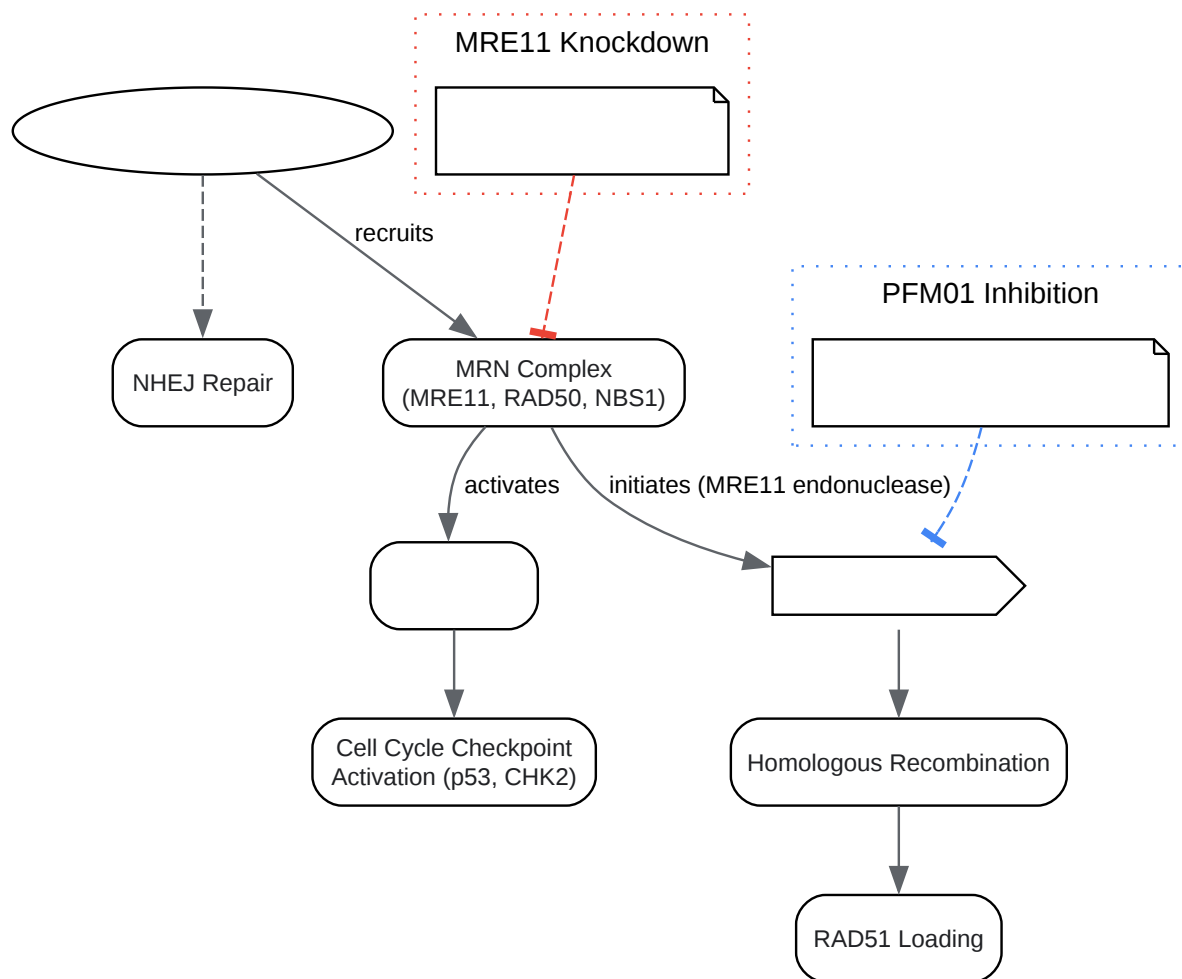 MRE11 Knockdown
recruits
PFM01 Inhibition
NHEJ Repair
MRN Complex
(MRE11, RAD50, NBS1)
activates
initiates (MRE11 endonuclease)
Cell Cycle Checkpoint
Activation (p53, CHK2)
Homologous Recombination
RAD51 Loading